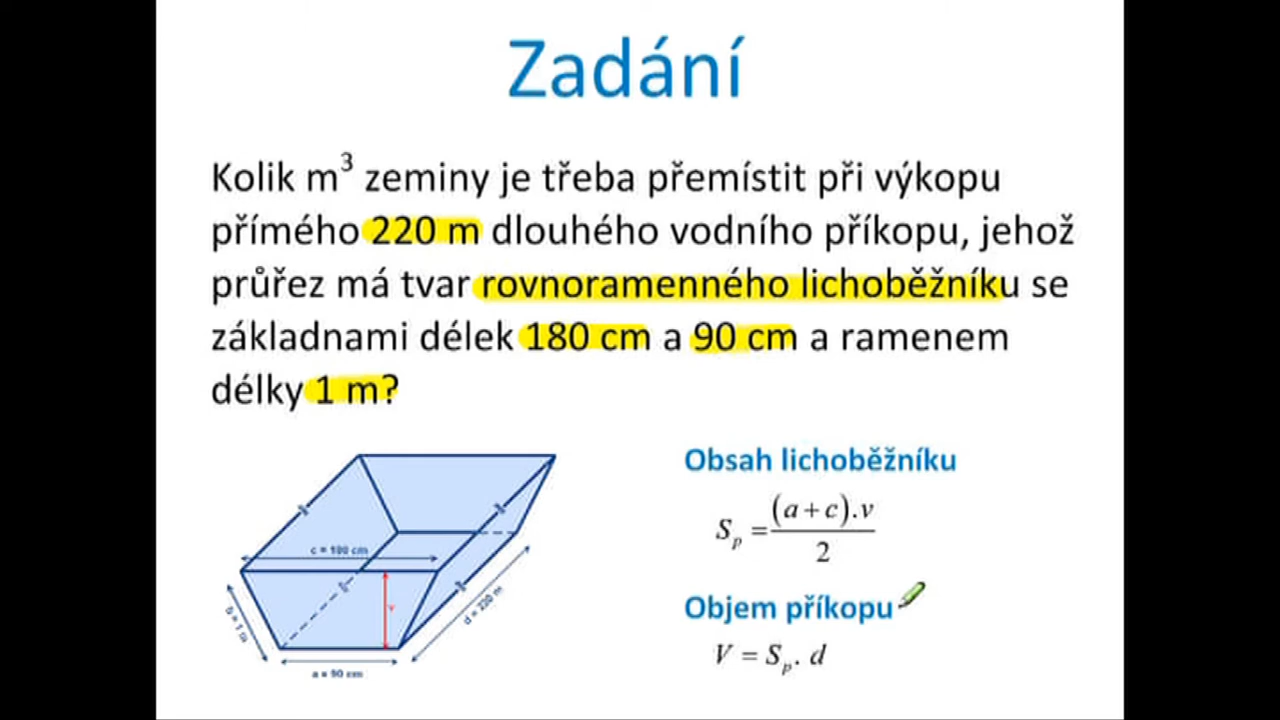 Zadání
Kolik m³ zeminy je třeba přemístit při výkopu
přímého 220 m dlouhého vodního příkopu, jehož
průřez má tvar rovnoramenného lichoběžníku se
základnami délek 180 cm a 90 cm a ramenem
délky 1 m?
Obsah lichoběžníku
S_p = (a + c).v / 2
Objem příkopu
V = S_p. d
c = 180 cm
v
b = 1 m
d = 220 m
a = 90 cm